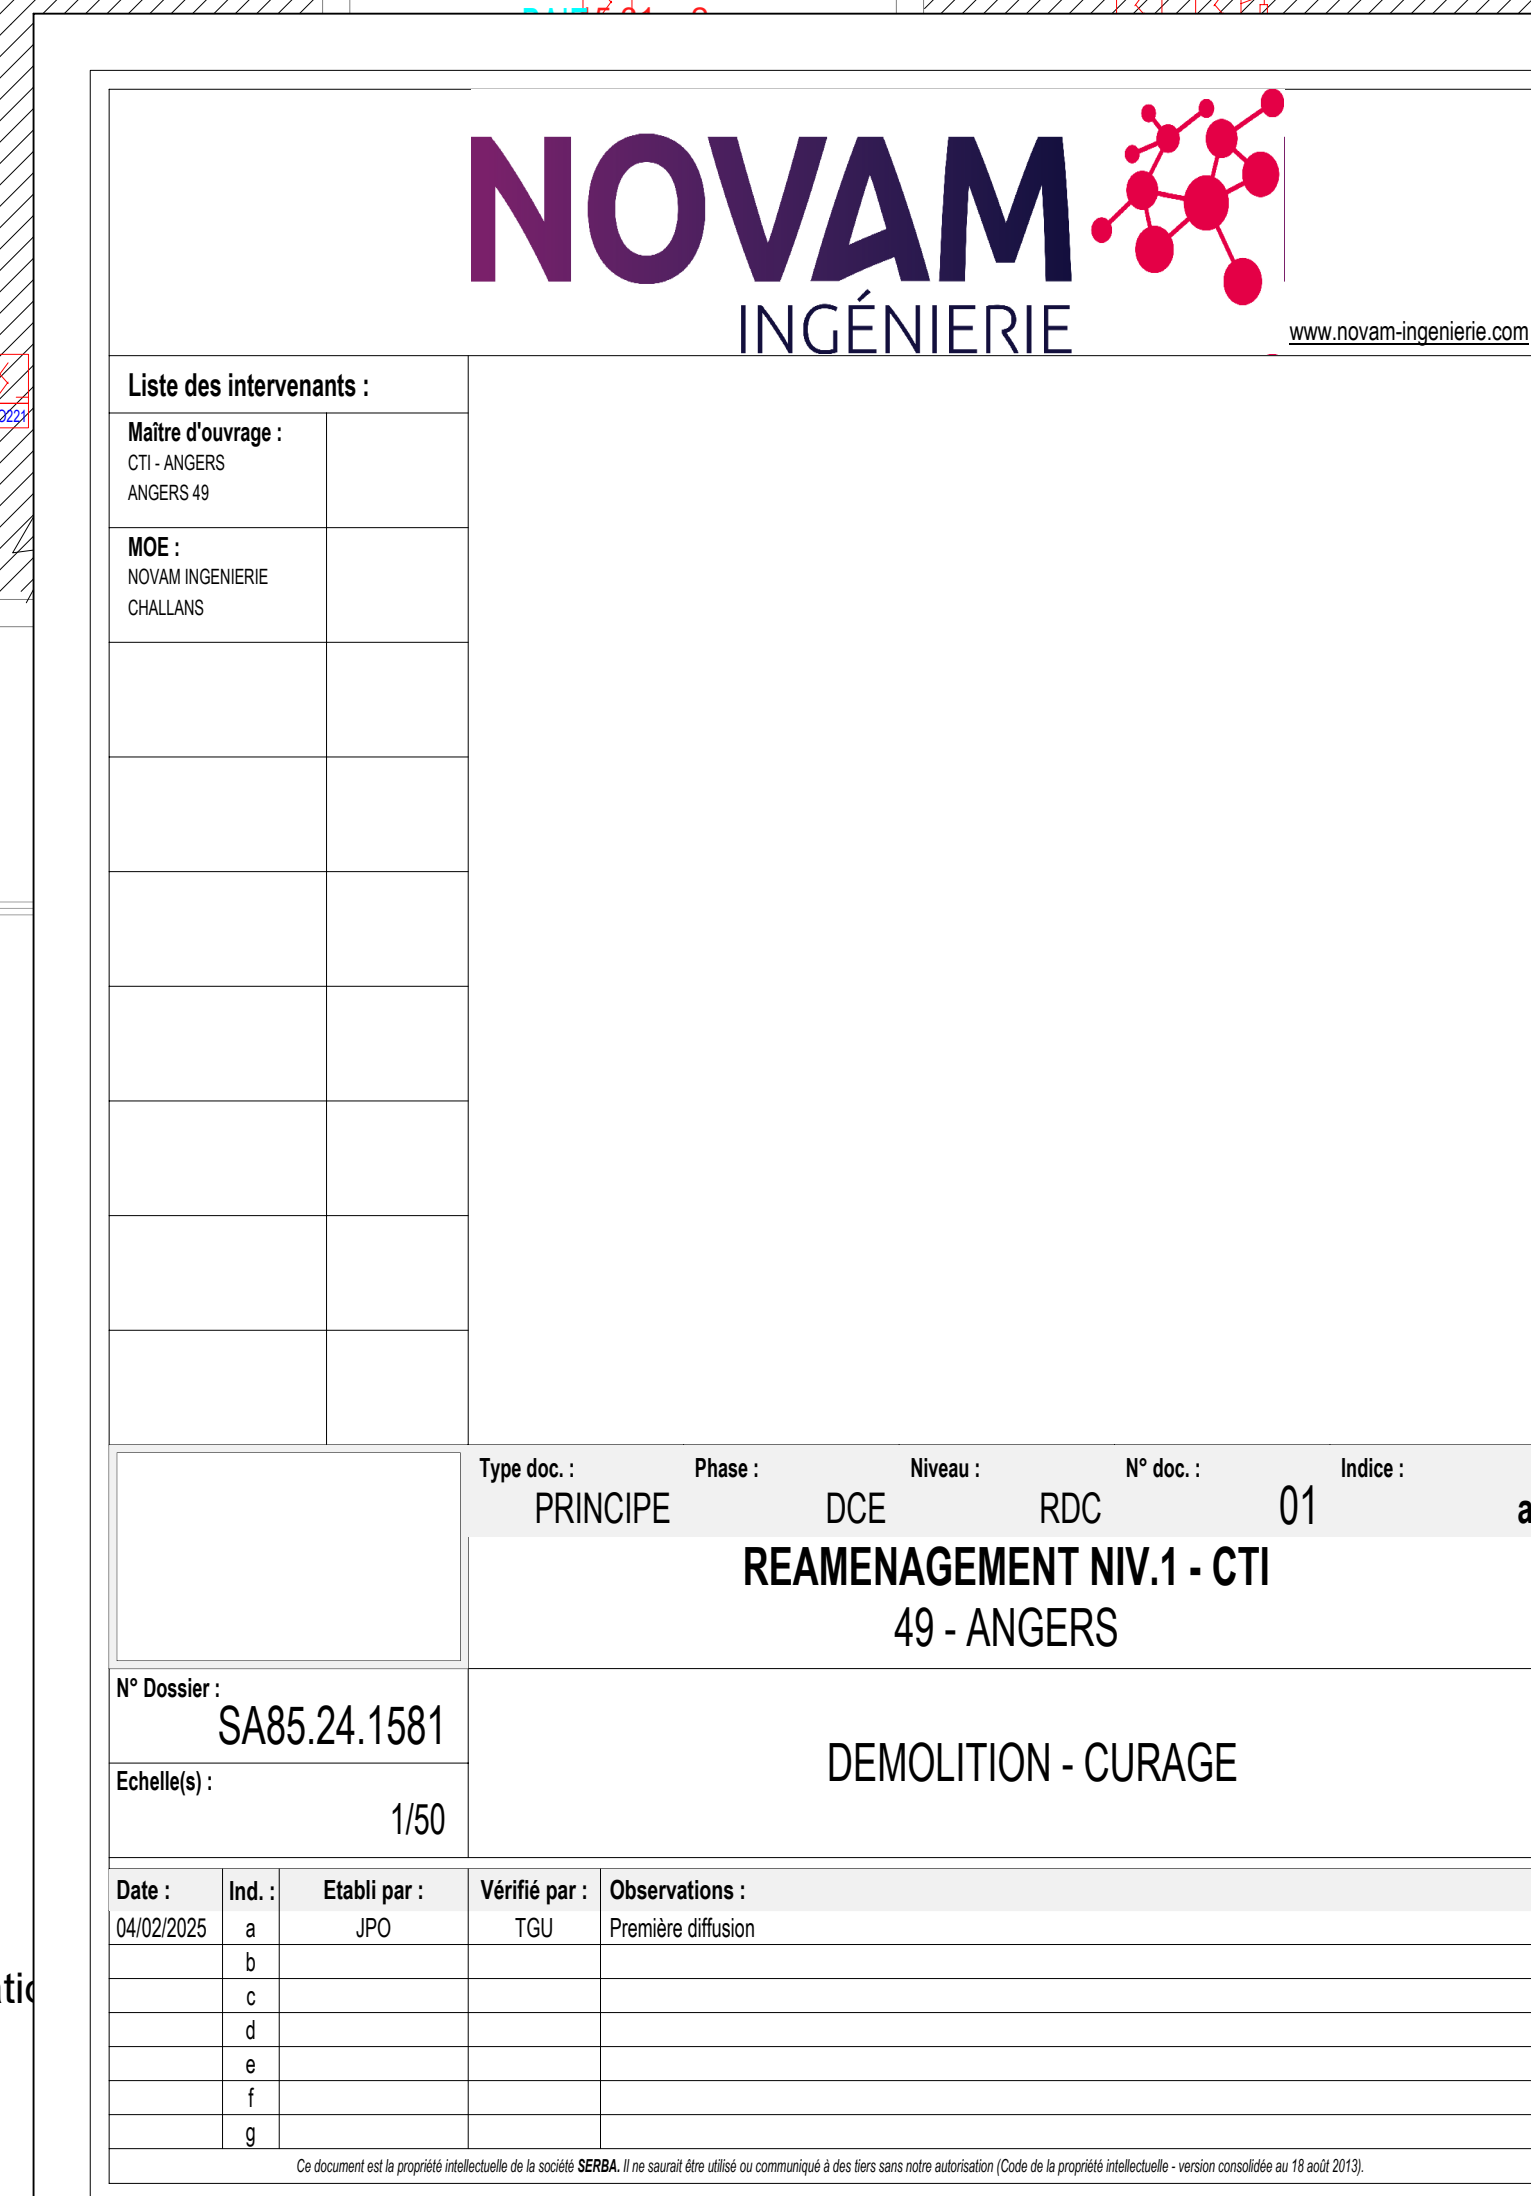 NOVAM
INGÉNIERIE
www.novam-ingenierie.com
Liste des intervenants :
Maître d'ouvrage :
CTI - ANGERS
ANGERS 49
MOE :
NOVAM INGENIERIE
CHALLANS
Type doc. : Phase : Niveau : N° doc. : Indice :
PRINCIPE DCE RDC 01 a
REAMENAGEMENT NIV.1 - CTI
49 - ANGERS
N° Dossier :
SA85.24.1581
DEMOLITION - CURAGE
Echelle(s) :
1/50
Date : Ind. : Etabli par : Vérifié par : Observations :
04/02/2025 a JPO TGU Première diffusion
b
c
d
e
f
g
Ce document est la propriété intellectuelle de la société SERBA. Il ne saurait être utilisé ou communiqué à des tiers sans notre autorisation (Code de la propriété intellectuelle - version consolidée au 18 août 2013).